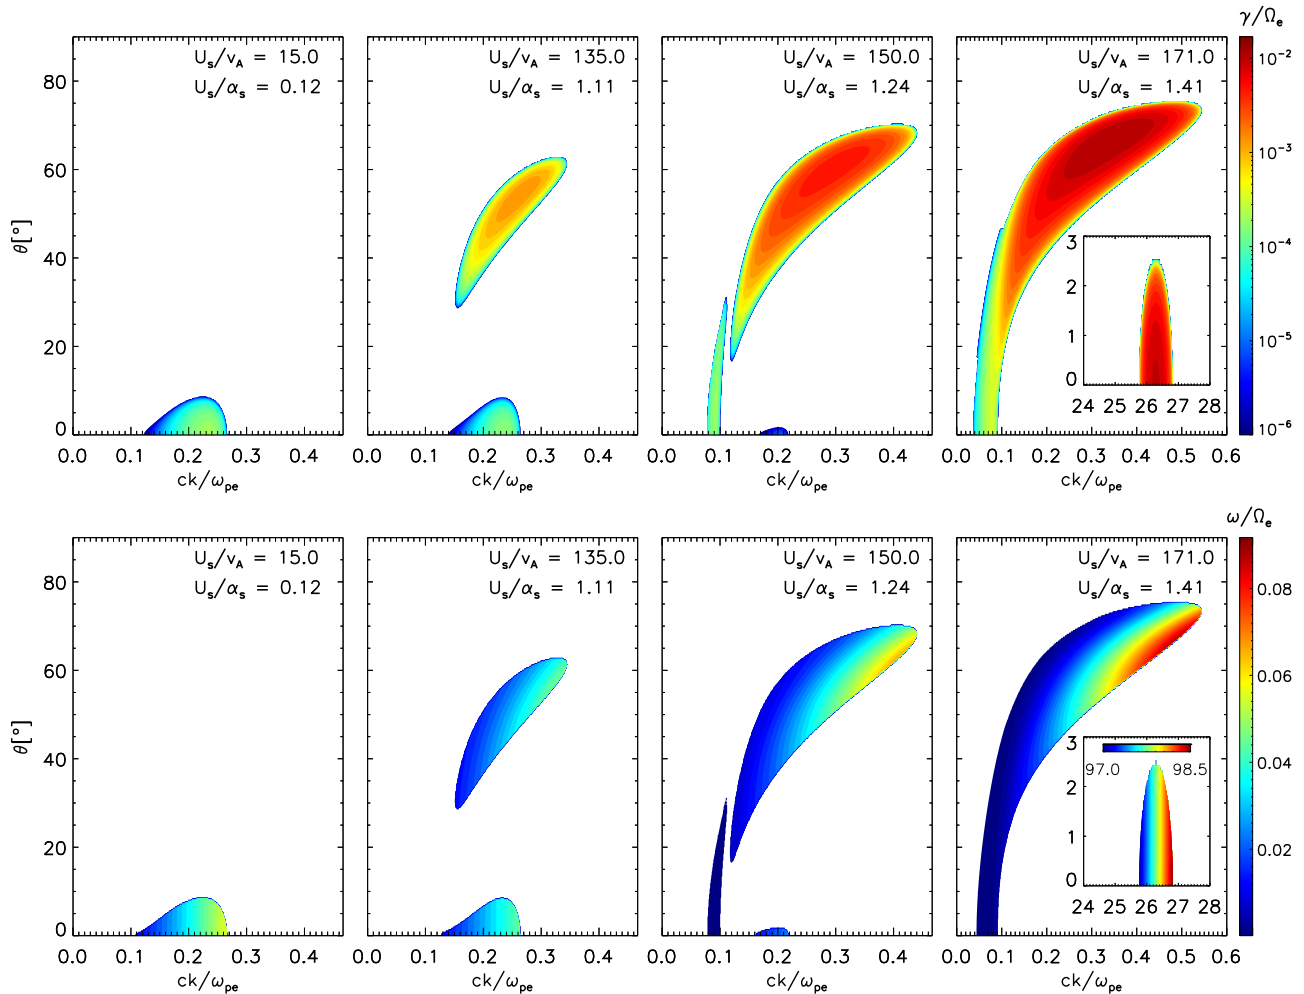 γ/Ω_e
U_s/v_A = 15.0
U_s/α_s = 0.12
U_s/v_A = 135.0
U_s/α_s = 1.11
U_s/v_A = 150.0
U_s/α_s = 1.24
U_s/v_A = 171.0
U_s/α_s = 1.41
80
60
40
20
0
θ[°]
3
2
1
0
24 25 26 27 28
10^-2
10^-3
10^-4
10^-5
10^-6
0.0 0.1 0.2 0.3 0.4
0.0 0.1 0.2 0.3 0.4
0.0 0.1 0.2 0.3 0.4
0.0 0.1 0.2 0.3 0.4 0.5 0.6
ck/ω_pe
ck/ω_pe
ck/ω_pe
ck/ω_pe
ω/Ω_e
U_s/v_A = 15.0
U_s/α_s = 0.12
U_s/v_A = 135.0
U_s/α_s = 1.11
U_s/v_A = 150.0
U_s/α_s = 1.24
U_s/v_A = 171.0
U_s/α_s = 1.41
80
60
40
20
0
θ[°]
3
2
1
0
97.0 98.5
24 25 26 27 28
0.08
0.06
0.04
0.02
0.0 0.1 0.2 0.3 0.4
0.0 0.1 0.2 0.3 0.4
0.0 0.1 0.2 0.3 0.4
0.0 0.1 0.2 0.3 0.4 0.5 0.6
ck/ω_pe
ck/ω_pe
ck/ω_pe
ck/ω_pe